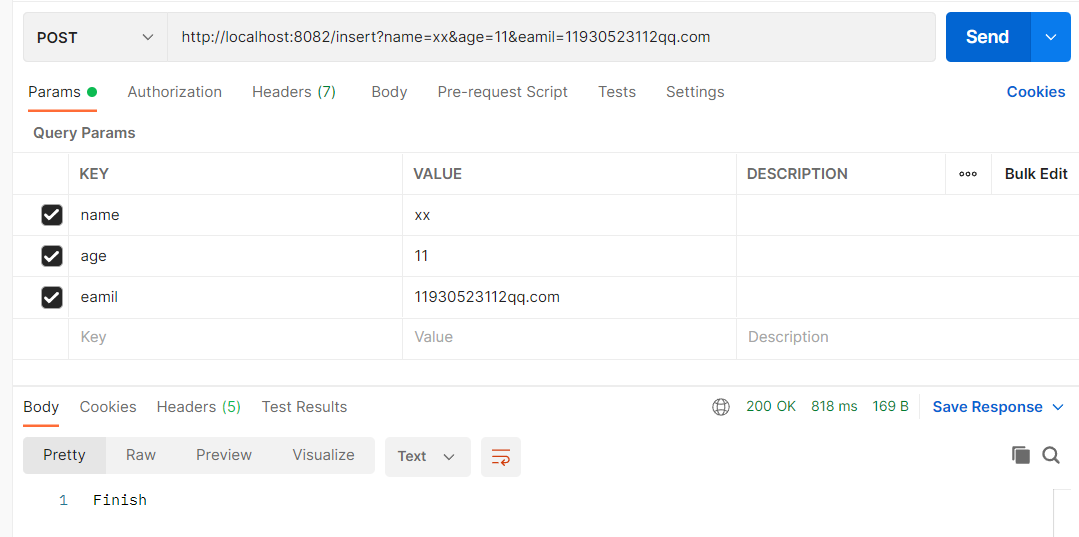 POST http://localhost:8082/insert?name=xx&age=11&eamil=11930523112qq.com Send
Params Authorization Headers (7) Body Pre-request Script Tests Settings Cookies
Query Params
KEY VALUE DESCRIPTION ooo Bulk Edit
name xx
age 11
eamil 11930523112qq.com
Key Value Description
Body Cookies Headers (5) Test Results 200 OK 818 ms 169 B Save Response
Pretty Raw Preview Visualize Text
1 Finish